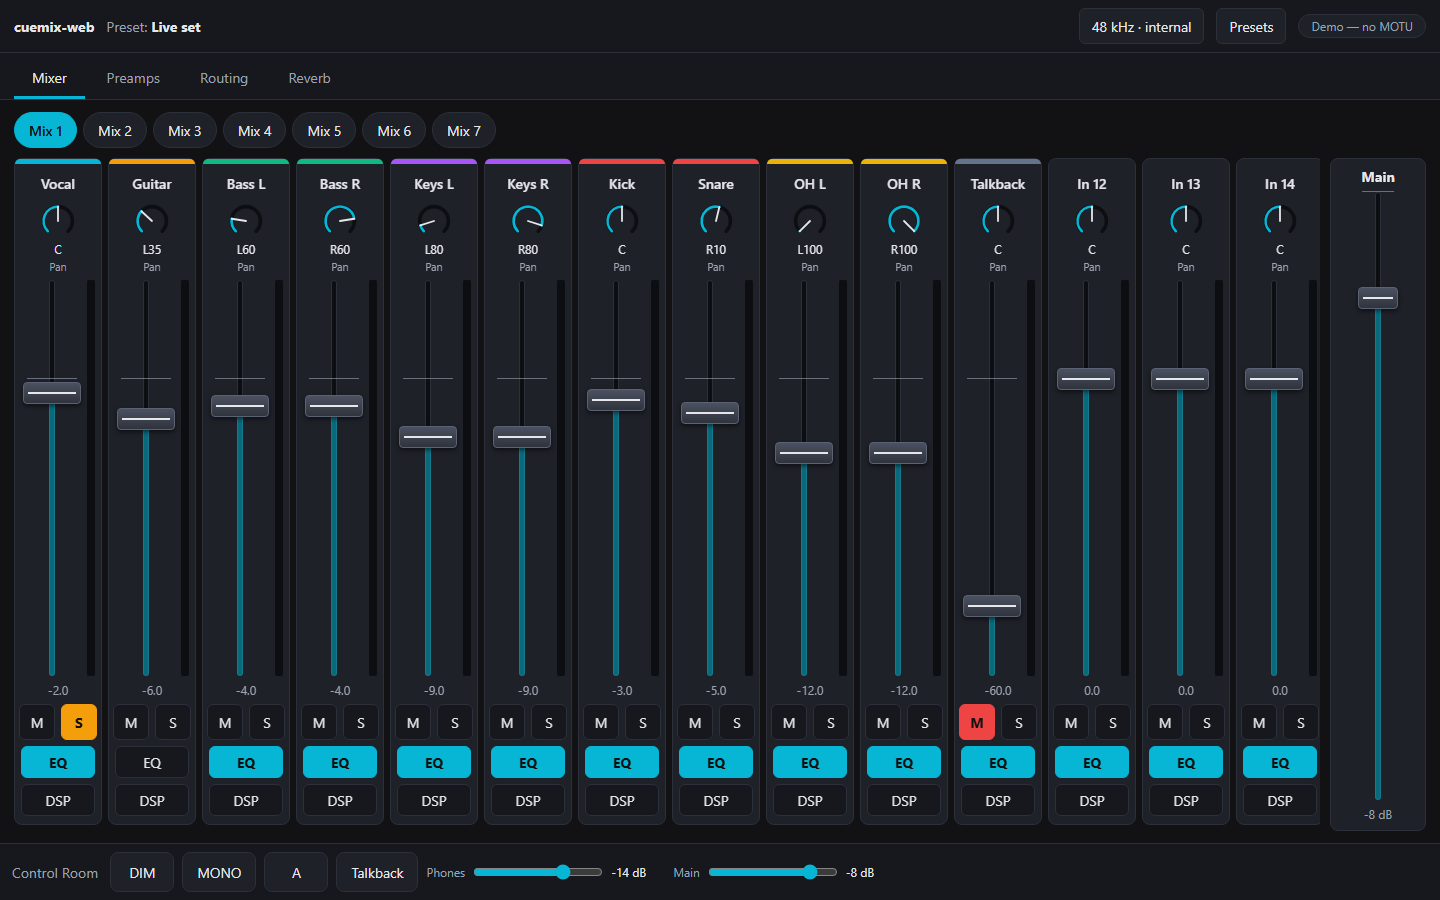 cuemix-web Preset: Live set 48 kHz · internal Presets Demo — no MOTU
Mixer Preamps Routing Reverb
Mix 1 Mix 2 Mix 3 Mix 4 Mix 5 Mix 6 Mix 7
Vocal Guitar Bass L Bass R Keys L Keys R Kick Snare OH L OH R Talkback In 12 In 13 In 14 Main
C L35 L60 R60 L80 R80 C R10 L100 R100 C C C C
Pan Pan Pan Pan Pan Pan Pan Pan Pan Pan Pan Pan Pan Pan
-2.0 -6.0 -4.0 -4.0 -9.0 -9.0 -3.0 -5.0 -12.0 -12.0 -60.0 0.0 0.0 0.0
M S M S M S M S M S M S M S M S M S M S M S M S M S M S
EQ EQ EQ EQ EQ EQ EQ EQ EQ EQ EQ EQ EQ EQ
DSP DSP DSP DSP DSP DSP DSP DSP DSP DSP DSP DSP DSP DSP
-8 dB
Control Room DIM MONO A Talkback Phones -14 dB Main -8 dB